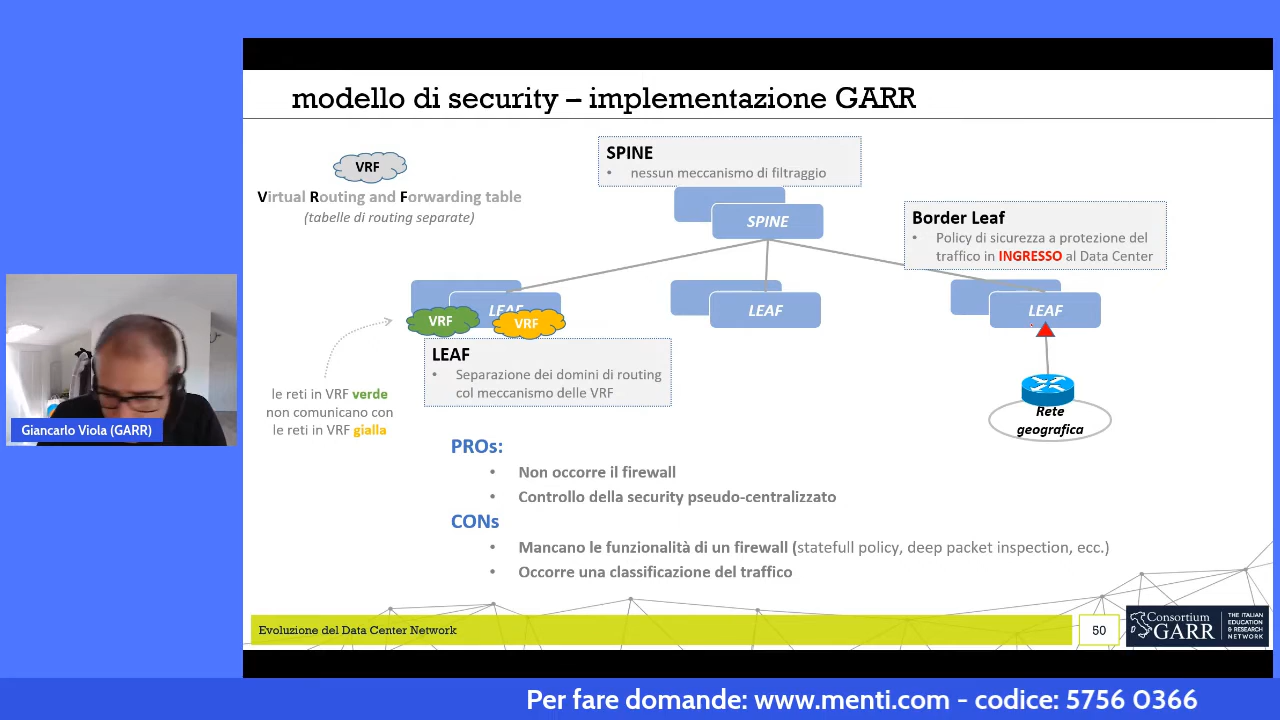 modello di security – implementazione GARR
VRF
Virtual Routing and Forwarding table
(tabelle di routing separate)
SPINE
• nessun meccanismo di filtraggio
SPINE
Border Leaf
• Policy di sicurezza a protezione del
traffico in INGRESSO al Data Center
LEAF
VRF
VRF
LEAF
LEAF
LEAF
• Separazione dei domini di routing
col meccanismo delle VRF
le reti in VRF verde
non comunicano con
le reti in VRF gialla
Rete
geografica
Giancarlo Viola (GARR)
PROs:
• Non occorre il firewall
• Controllo della security pseudo-centralizzato
CONs
• Mancano le funzionalità di un firewall (statefull policy, deep packet inspection, ecc.)
• Occorre una classificazione del traffico
Evoluzione del Data Center Network
50
Consortium
GARR
THE ITALIAN
EDUCATION
& RESEARCH
NETWORK
Per fare domande: www.menti.com - codice: 5756 0366